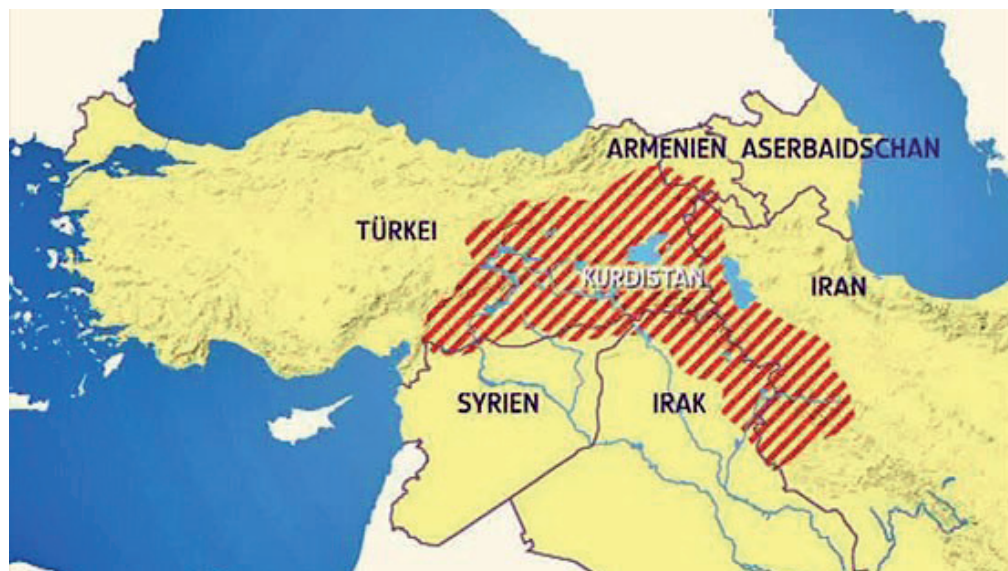 ARMENIEN ASERBAIDSCHAN
TÜRKEI
KURDISTAN
IRAN
SYRIEN
IRAK